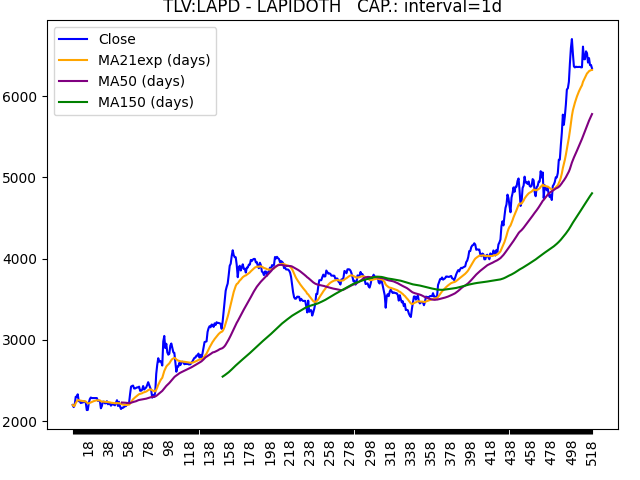 TLV:LAPD - LAPIDOTH   CAP.: interval=1d
Close
MA21exp (days)
MA50 (days)
MA150 (days)
6000
5000
4000
3000
2000
18 38 58 78 98 118 138 158 178 198 218 238 258 278 298 318 338 358 378 398 418 438 458 478 498 518